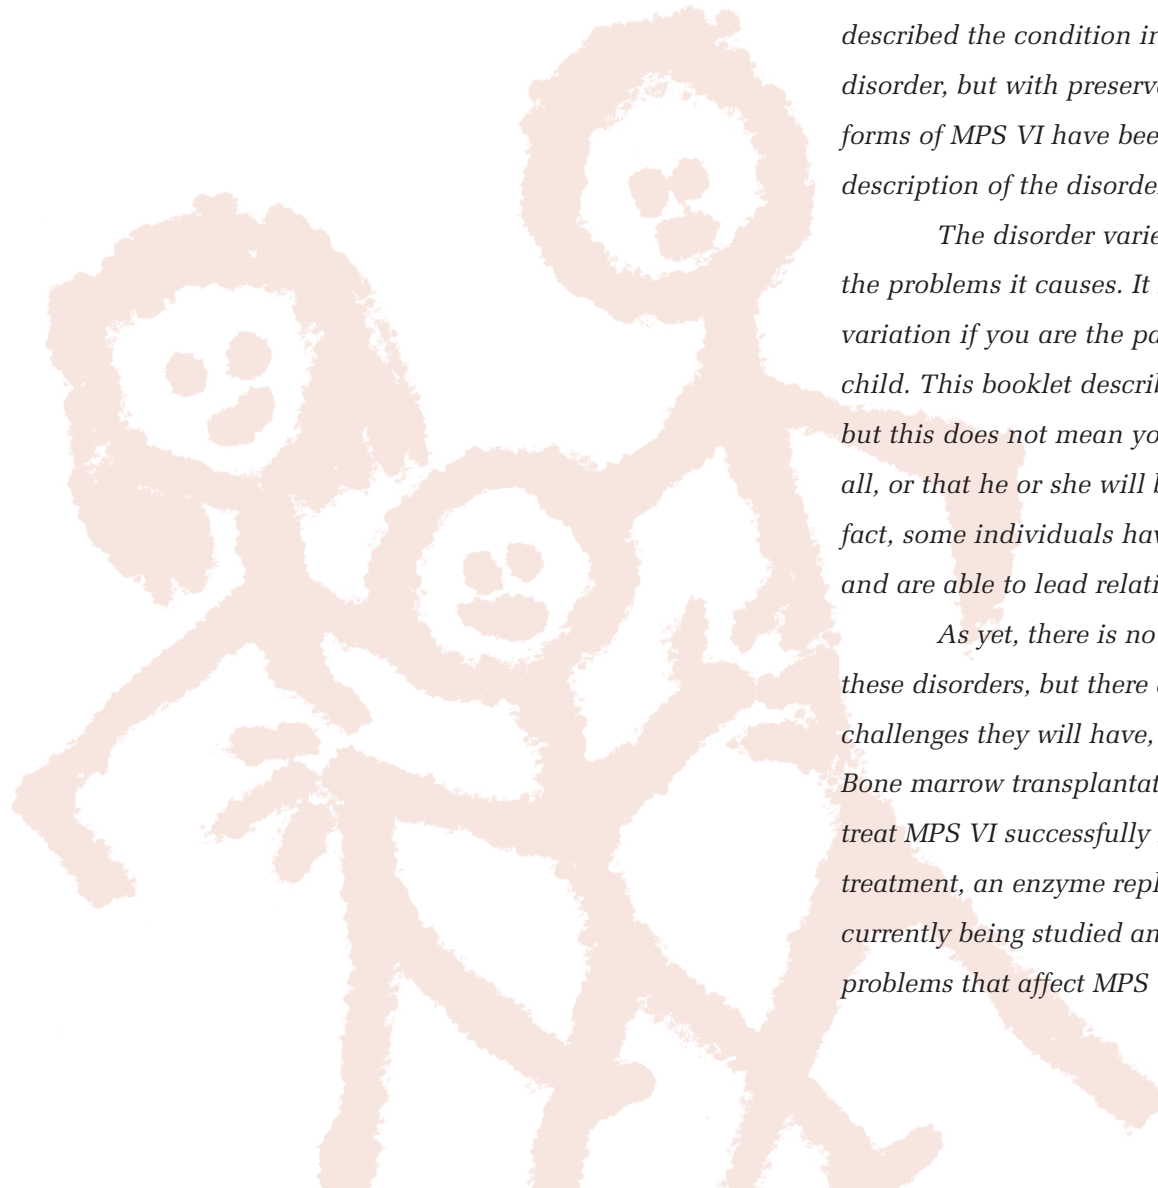 described the condition in
disorder, but with preserv
forms of MPS VI have bee
description of the disorde
The disorder varie
the problems it causes. It
variation if you are the pa
child. This booklet describ
but this does not mean yo
all, or that he or she will b
fact, some individuals hav
and are able to lead relati
As yet, there is no
these disorders, but there
challenges they will have,
Bone marrow transplantat
treat MPS VI successfully
treatment, an enzyme repl
currently being studied an
problems that affect MPS